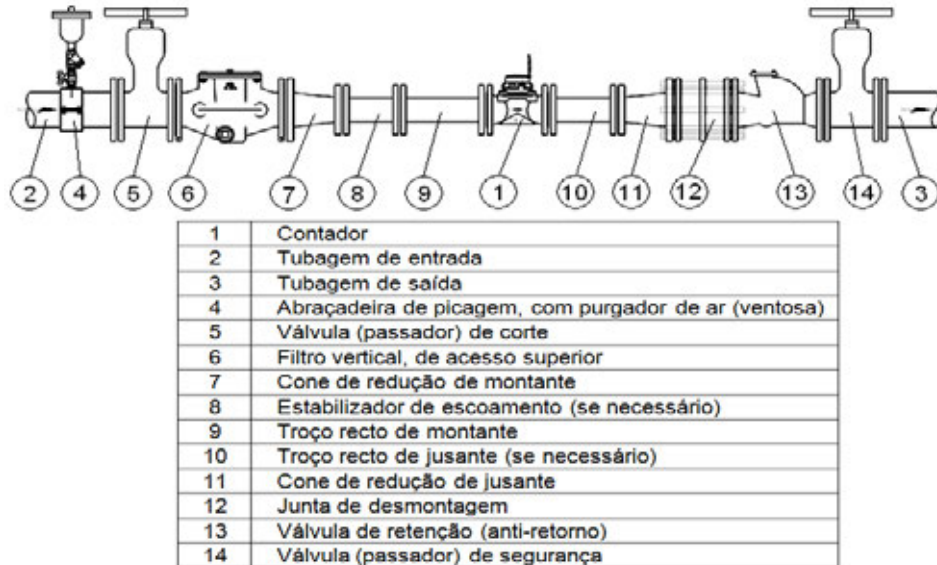 2 4 5 6 7 8 9 1 10 11 12 13 14 3
1 Contador
2 Tubagem de entrada
3 Tubagem de saída
4 Abraçadeira de picagem, com purgador de ar (ventosa)
5 Válvula (passador) de corte
6 Filtro vertical, de acesso superior
7 Cone de redução de montante
8 Estabilizador de escoamento (se necessário)
9 Troço recto de montante
10 Troço recto de jusante (se necessário)
11 Cone de redução de jusante
12 Junta de desmontagem
13 Válvula de retenção (anti-retorno)
14 Válvula (passador) de segurança